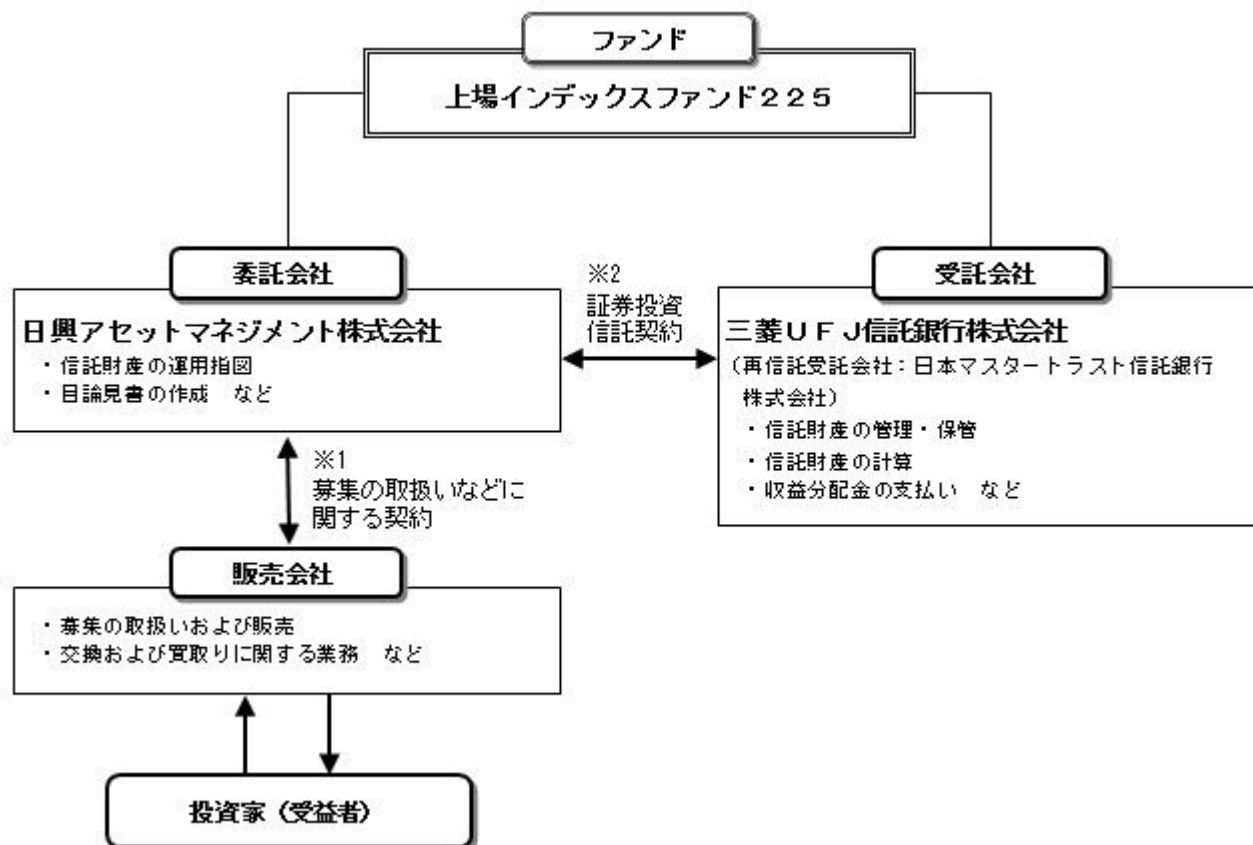 ファンド
上場インデックスファンド２２５
委託会社
日興アセットマネジメント株式会社
・信託財産の運用指図
・目論見書の作成　など
※2
証券投資
信託契約
受託会社
三菱ＵＦＪ信託銀行株式会社
（再信託受託会社：日本マスタートラスト信託銀行
株式会社）
・信託財産の管理・保管
・信託財産の計算
・収益分配金の支払い　など
※1
募集の取扱いなどに
関する契約
販売会社
・募集の取扱いおよび販売
・交換および買取りに関する業務　など
投資家（受益者）